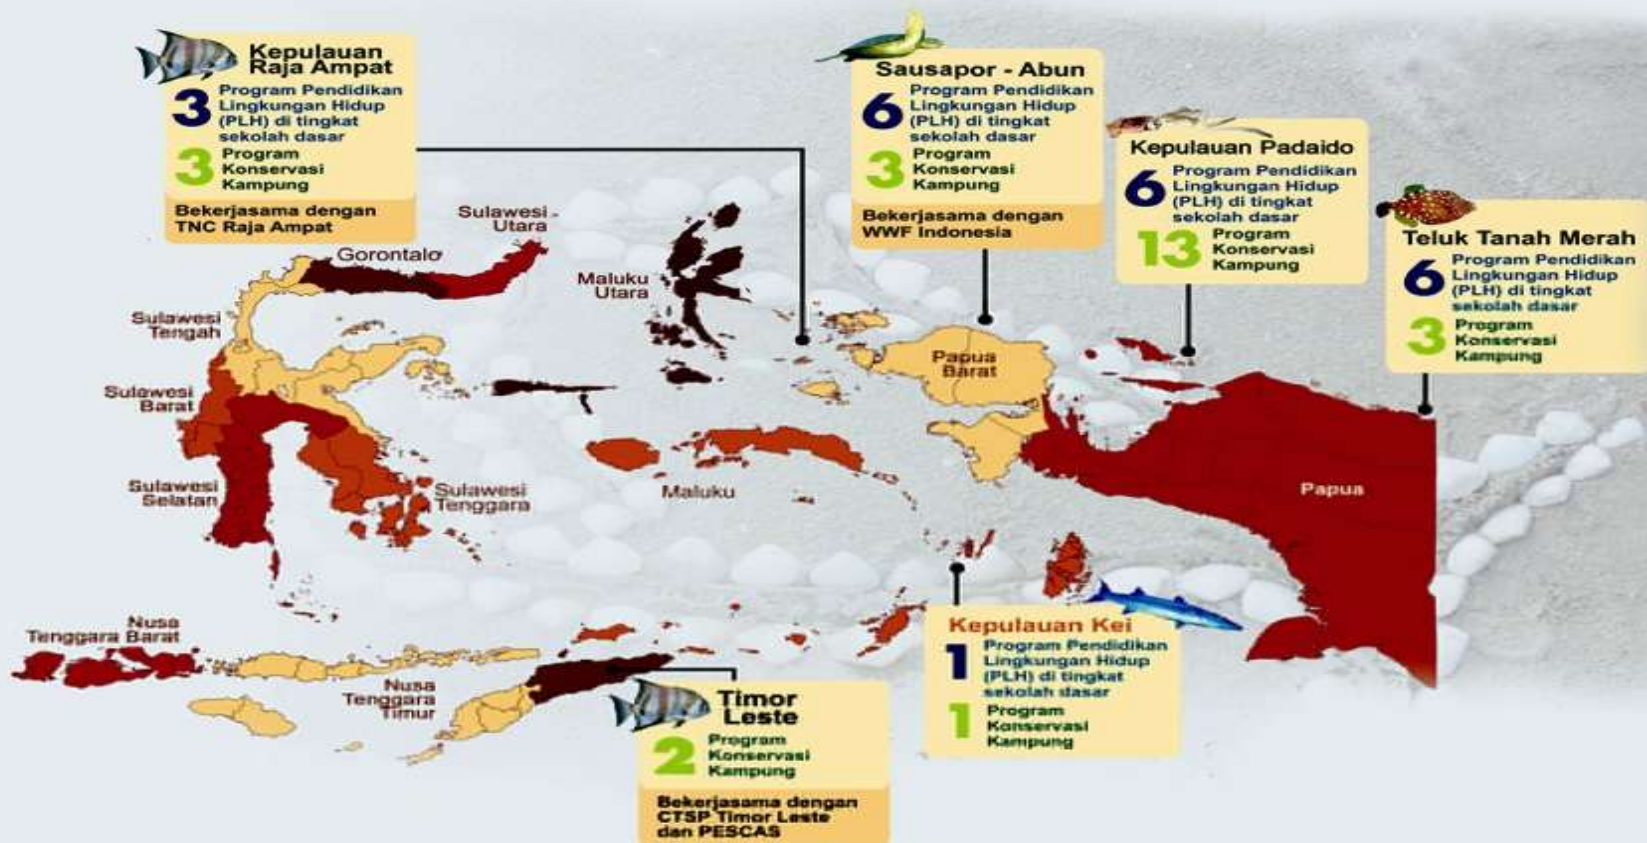 Kepulauan
Raja Ampat
3
Program Pendidikan
Lingkungan Hidup
(PLH) di tingkat
sekolah dasar
3
Program
Konservasi
Kampung
Bekerjasama dengan
TNC Raja Ampat
Sausapor - Abun
6
Program Pendidikan
Lingkungan Hidup
(PLH) di tingkat
sekolah dasar
3
Program
Konservasi
Kampung
Bekerjasama dengan
WWF Indonesia
Kepulauan Padaido
6
Program Pendidikan
Lingkungan Hidup
(PLH) di tingkat
sekolah dasar
13
Program
Konservasi
Kampung
Teluk Tanah Merah
6
Program Pendidikan
Lingkungan Hidup
(PLH) di tingkat
sekolah dasar
3
Program
Konservasi
Kampung
Sulawesi
Utara
Gorontalo
Maluku
Utara
Sulawesi
Tengah
Papua
Barat
Sulawesi
Barat
Sulawesi
Selatan
Sulawesi
Tenggara
Maluku
Papua
Nusa
Tenggara Barat
Nusa
Tenggara
Timur
Timor
Leste
2
Program
Konservasi
Kampung
Bekerjasama dengan
CTSP Timor Leste
dan PESCAS
Kepulauan Kei
1
Program Pendidikan
Lingkungan Hidup
(PLH) di tingkat
sekolah dasar
1
Program
Konservasi
Kampung